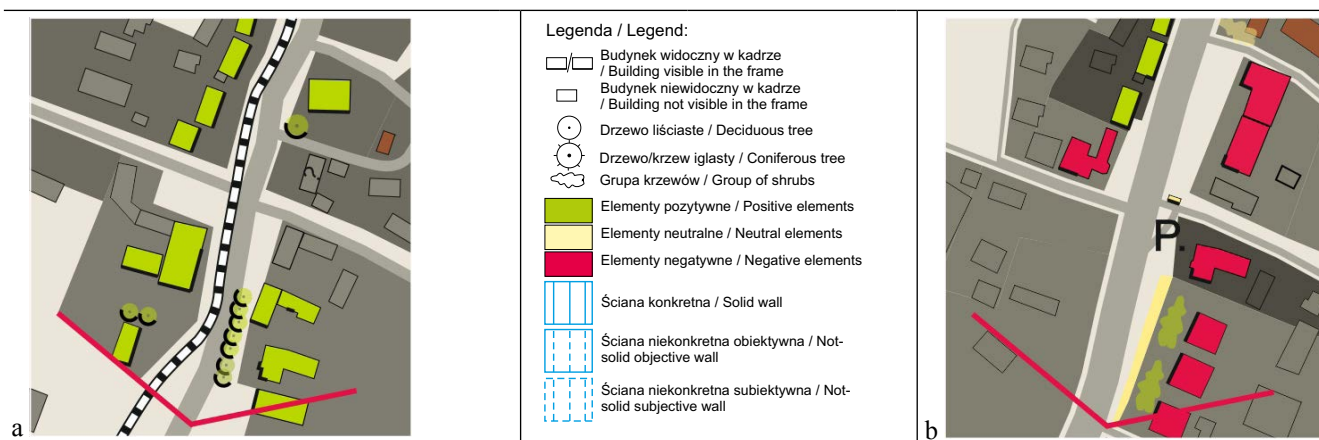 Legenda / Legend:
Budynek widoczny w kadrze
/ Building visible in the frame
Budynek niewidoczny w kadrze
/ Building not visible in the frame
Drzewo liściaste / Deciduous tree
Drzewo/krzew iglasty / Coniferous tree
Grupa krzewów / Group of shrubs
Elementy pozytywne / Positive elements
Elementy neutralne / Neutral elements
Elementy negatywne / Negative elements
Ściana konkretna / Solid wall
Ściana niekonkretna obiektywna / Not-
solid objective wall
Ściana niekonkretna subiektywna / Not-
solid subjective wall
?
a
P.
b